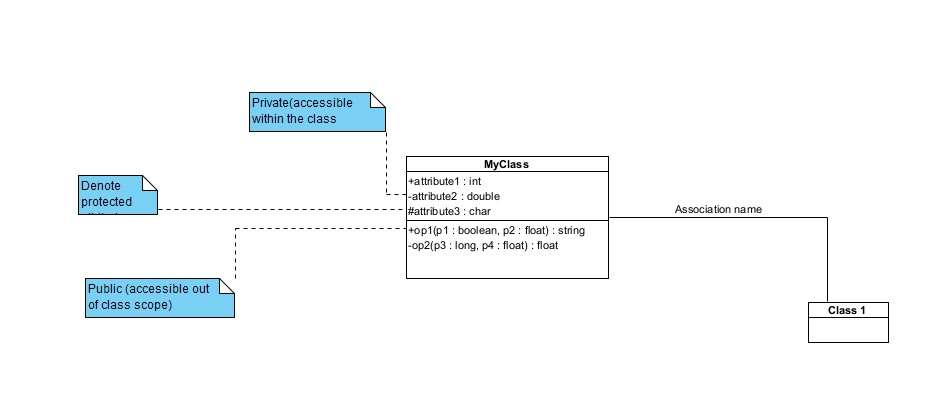 Private(accessible
within the class
MyClass
+attribute1 : int
-attribute2 : double
#attribute3 : char
+op1(p1 : boolean, p2 : float) : string
-op2(p3 : long, p4 : float) : float
Denote
protected
Association name
Public (accessible out
of class scope)
Class 1